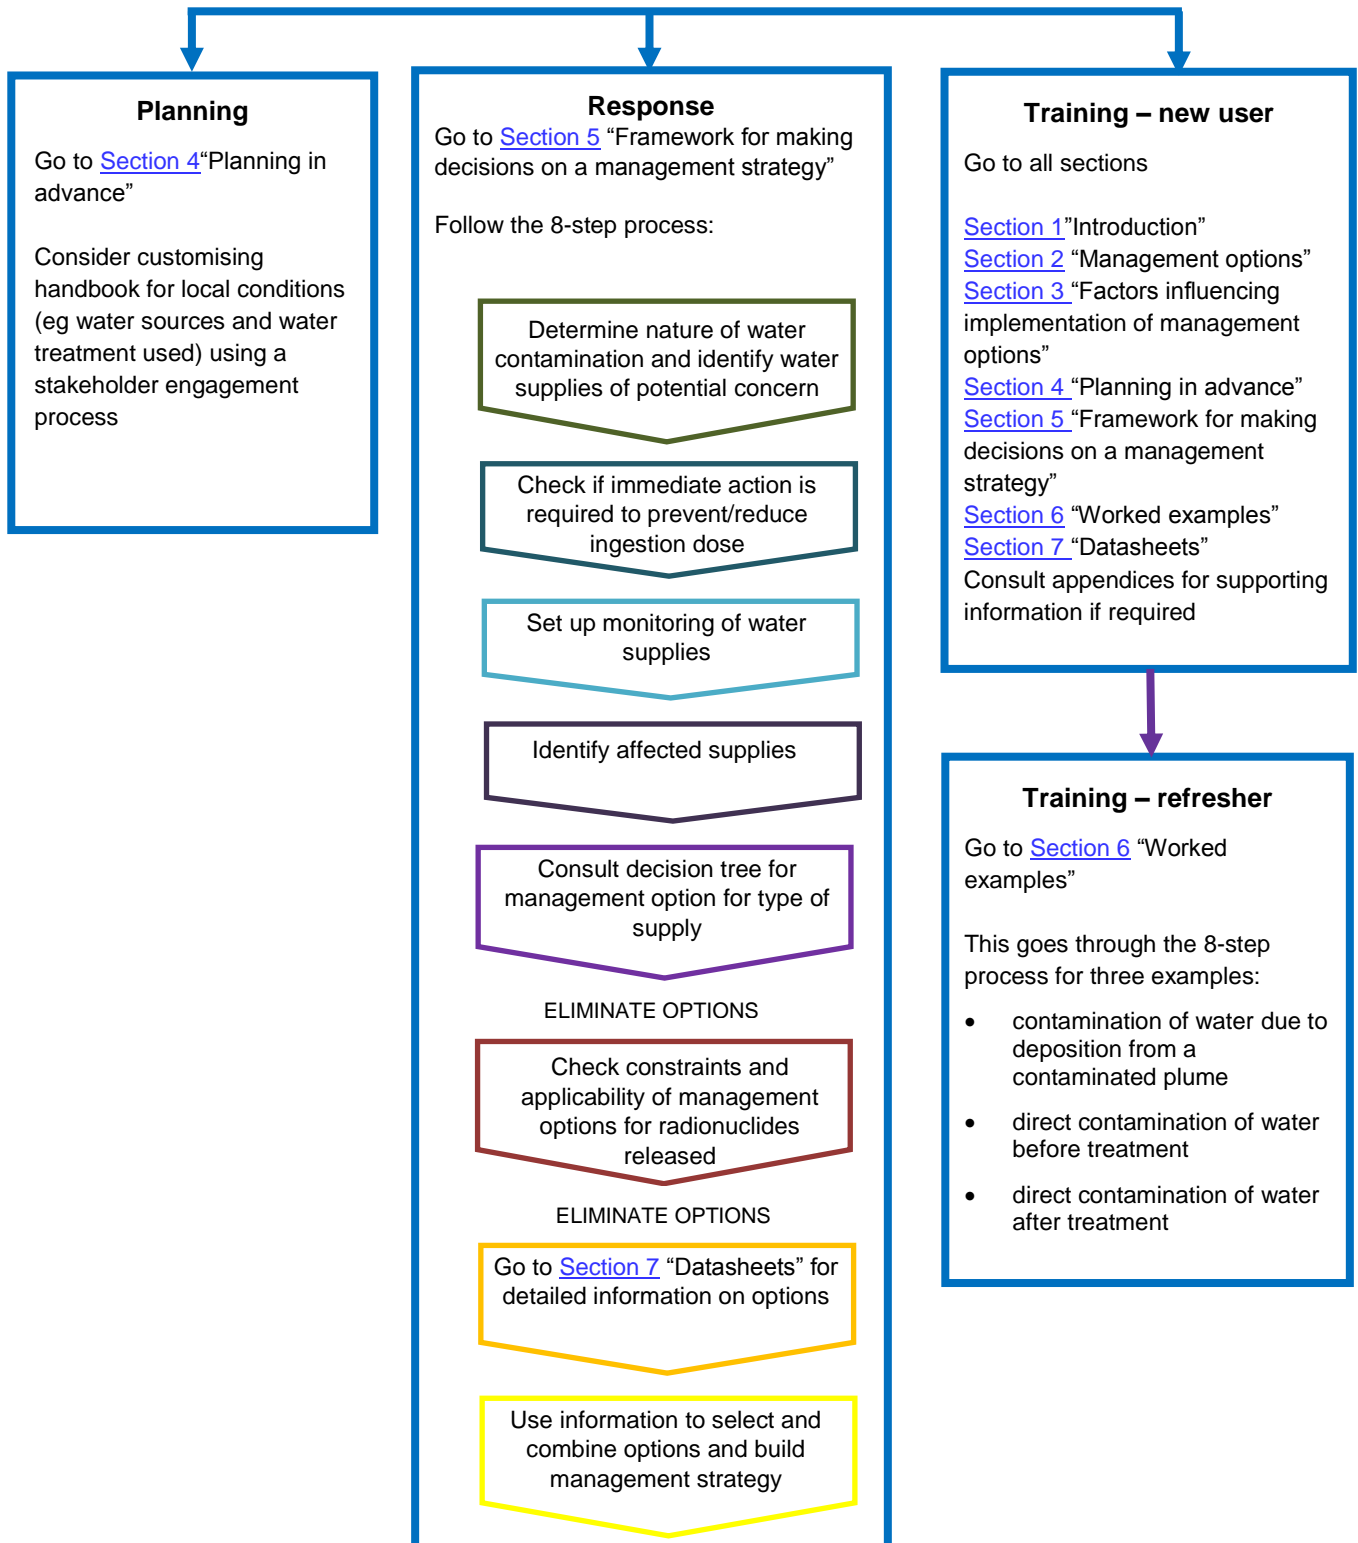 Planning
Go to Section 4“Planning in
advance”
Consider customising
handbook for local conditions
(eg water sources and water
treatment used) using a
stakeholder engagement
process
Response
Go to Section 5 “Framework for making
decisions on a management strategy”
Follow the 8-step process:
Determine nature of water
contamination and identify water
supplies of potential concern
Check if immediate action is
required to prevent/reduce
ingestion dose
Set up monitoring of water
supplies
Identify affected supplies
Consult decision tree for
management option for type of
supply
ELIMINATE OPTIONS
Check constraints and
applicability of management
options for radionuclides
released
ELIMINATE OPTIONS
Go to Section 7 “Datasheets” for
detailed information on options
Use information to select and
combine options and build
management strategy
Training – new user
Go to all sections
Section 1”Introduction”
Section 2 “Management options”
Section 3 “Factors influencing
implementation of management
options”
Section 4 “Planning in advance”
Section 5 “Framework for making
decisions on a management
strategy”
Section 6 “Worked examples”
Section 7 “Datasheets”
Consult appendices for supporting
information if required
Training – refresher
Go to Section 6 “Worked
examples”
This goes through the 8-step
process for three examples:
• contamination of water due to
deposition from a
contaminated plume
• direct contamination of water
before treatment
• direct contamination of water
after treatment